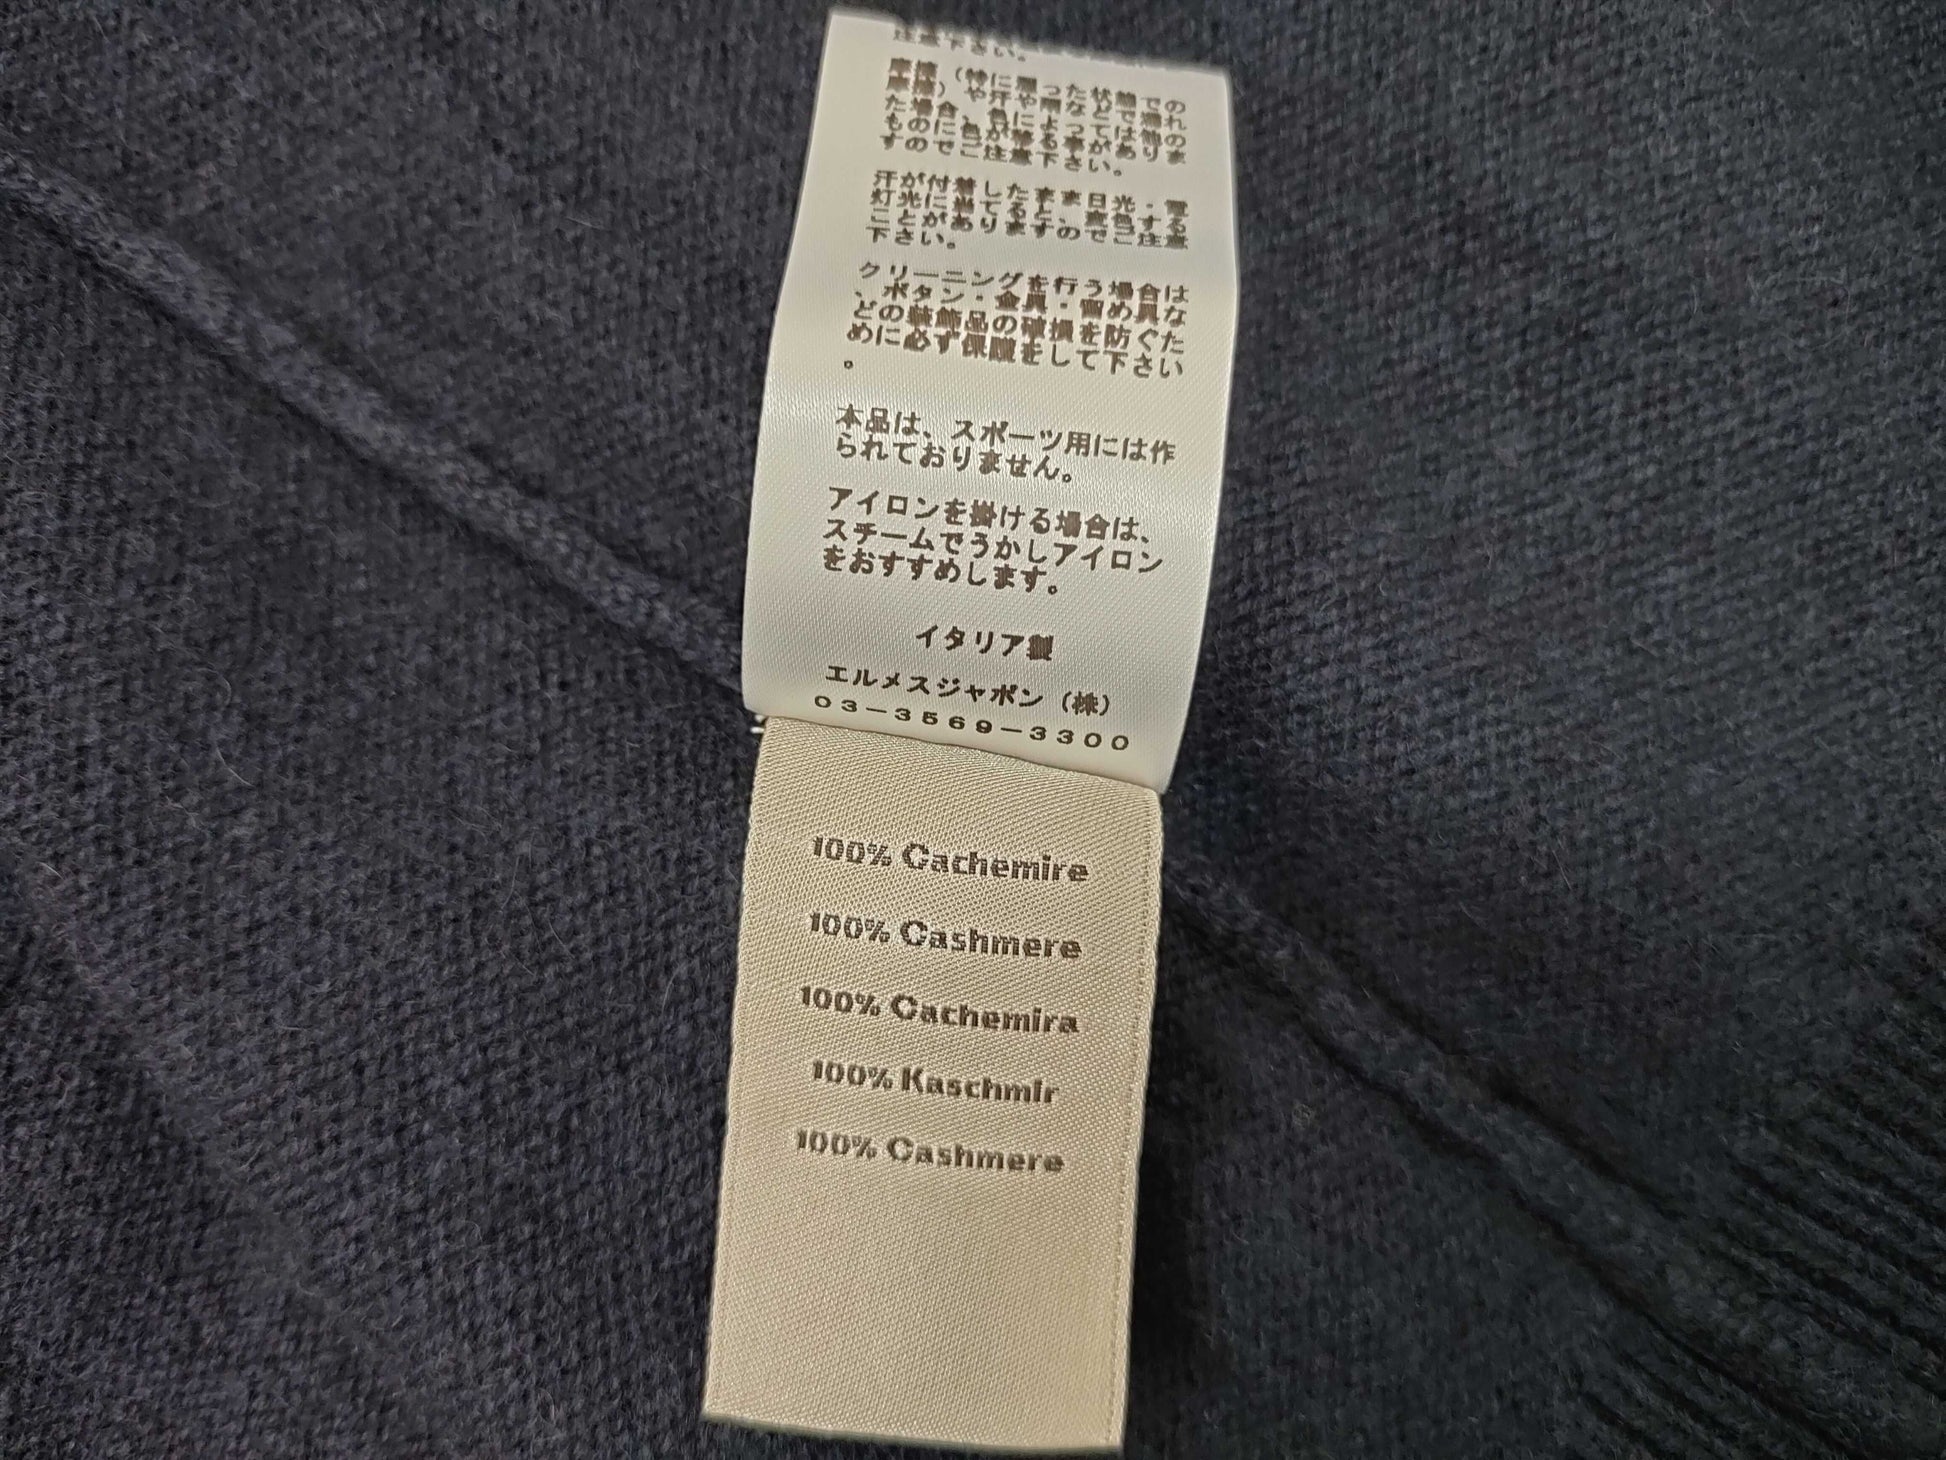 注意下さい。
摩擦（特に湿った状態での
摩擦）や汗や雨などで濡れ
た場合、色によっては他の
ものに色が移る事がありま
すのでご注意下さい。
汗が付着したまま日光・電
灯光に当てると、変色する
ことがありますのでご注意
下さい。
クリーニングを行う場合は
、ボタン・金具・留め具な
どの装飾品の破損を防ぐた
めに必ず保護をして下さい
。
本品は、スポーツ用には作
られておりません。
アイロンを掛ける場合は、
スチームでうかしアイロン
をおすすめします。
イタリア製
エルメスジャポン（株）
03-3569-3300
100% Cachemire
100% Cashmere
100% Cachemira
100% Kaschmir
100% Cashmere